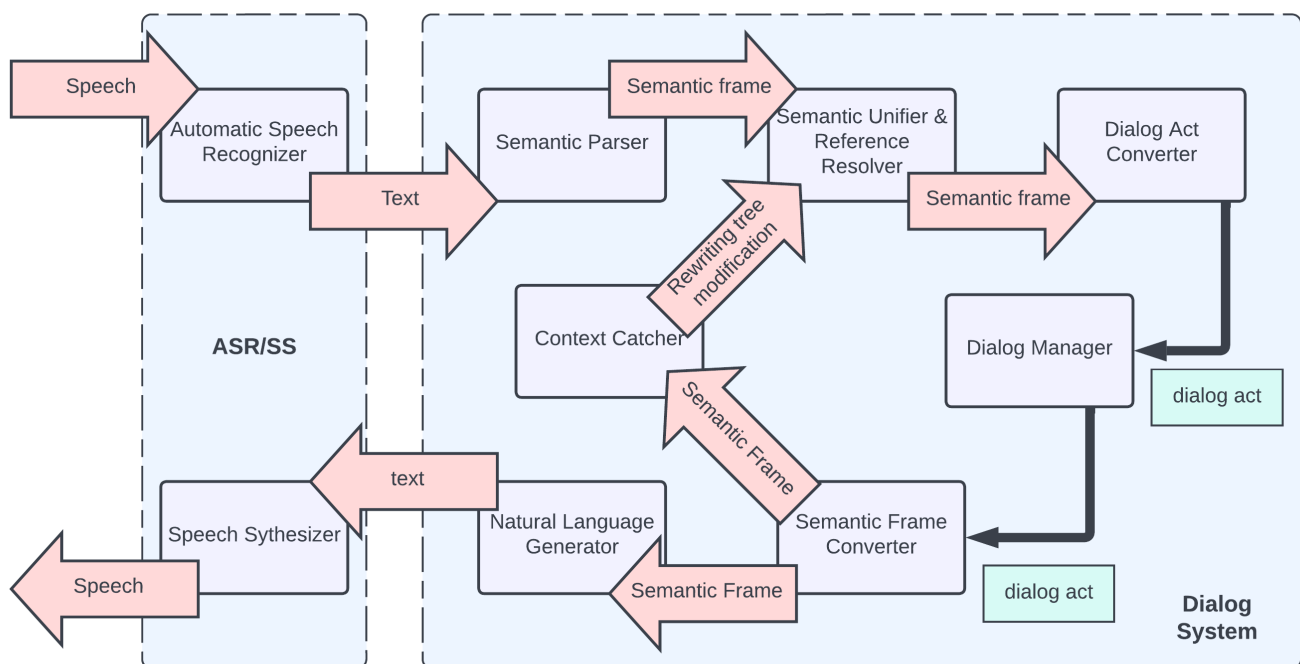 Speech
Automatic Speech
Recognizer
Text
Semantic Parser
Semantic frame
Semantic Unifier &
Reference
Resolver
Semantic frame
Dialog Act
Converter
Rewriting tree
modification
Context Catcher
ASR/SS
Dialog Manager
dialog act
Semantic Frame
text
Speech Sythesizer
Natural Language
Generator
Semantic Frame
Converter
Speech
Semantic Frame
dialog act
Dialog
System